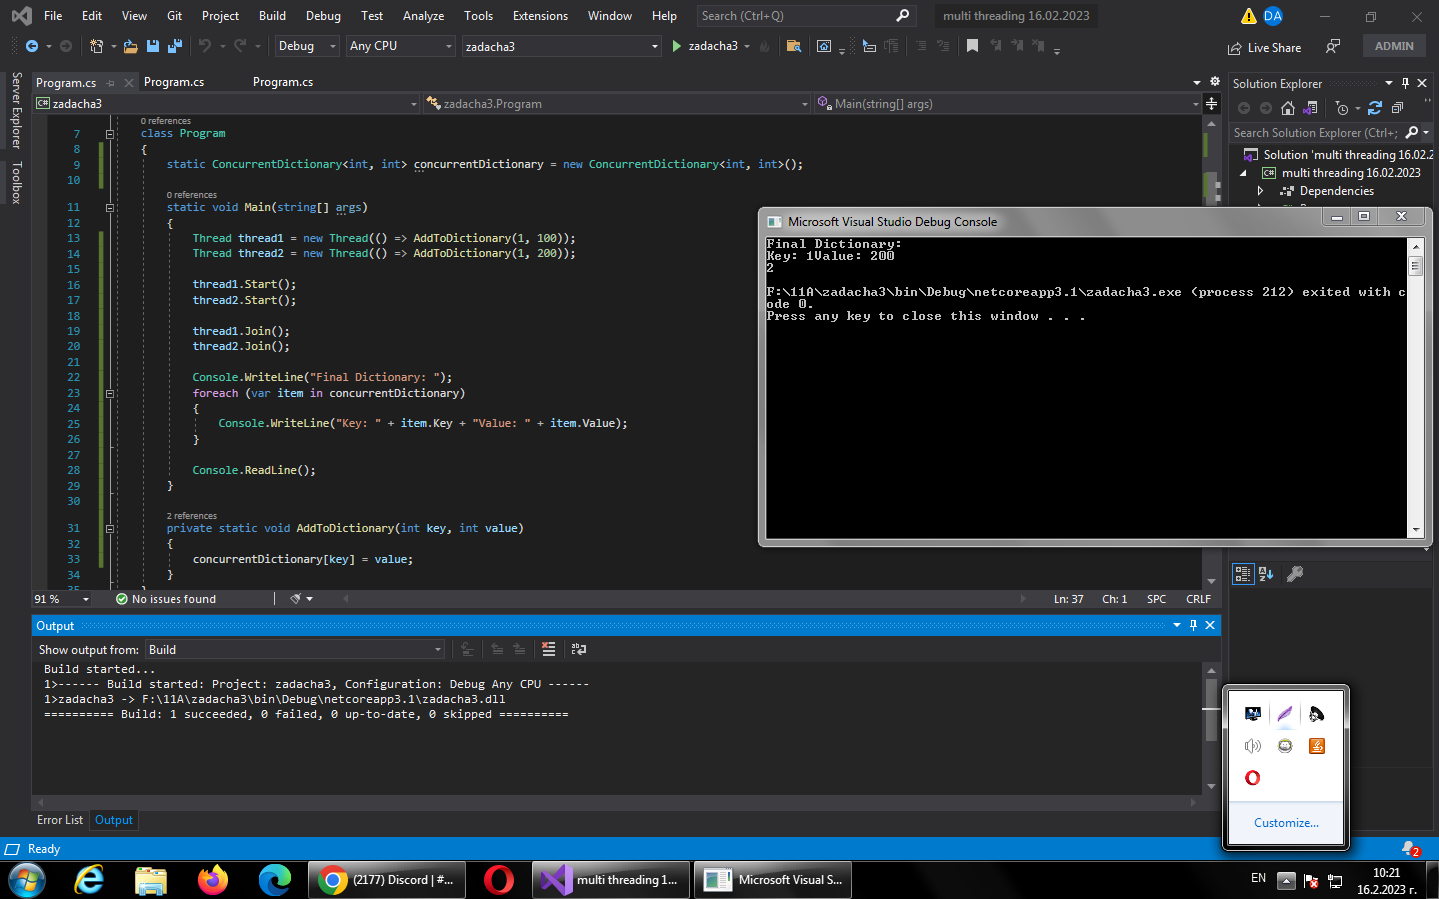 File Edit View Git Project Build Debug Test Analyze Tools Extensions Window Help Search (Ctrl+Q) multi threading 16.02.2023 DA
Debug Any CPU zadacha3 zadacha3 Live Share ADMIN
Server Explorer
Toolbox
Program.cs Program.cs Program.cs
zadacha3 zadacha3.Program Main(string[] args)
0 references
7 class Program
8 {
9 static ConcurrentDictionary<int, int> concurrentDictionary = new ConcurrentDictionary<int, int>();
10
0 references
11 static void Main(string[] args)
12 {
13 Thread thread1 = new Thread(() => AddToDictionary(1, 100));
14 Thread thread2 = new Thread(() => AddToDictionary(1, 200));
15
16 thread1.Start();
17 thread2.Start();
18
19 thread1.Join();
20 thread2.Join();
21
22 Console.WriteLine("Final Dictionary: ");
23 foreach (var item in concurrentDictionary)
24 {
25 Console.WriteLine("Key: " + item.Key + "Value: " + item.Value);
26 }
27
28 Console.ReadLine();
29 }
30
2 references
31 private static void AddToDictionary(int key, int value)
32 {
33 concurrentDictionary[key] = value;
34 }
91 % No issues found Ln: 37 Ch: 1 SPC CRLF
Solution Explorer
Search Solution Explorer (Ctrl+;
Solution 'multi threading 16.02.2
multi threading 16.02.2023
Dependencies
Microsoft Visual Studio Debug Console
Final Dictionary:
Key: 1Value: 200
2
F:\11A\zadacha3\bin\Debug\netcoreapp3.1\zadacha3.exe (process 212) exited with c
ode 0.
Press any key to close this window . . .
Output
Show output from: Build
Build started...
1>------ Build started: Project: zadacha3, Configuration: Debug Any CPU ------
1>zadacha3 -> F:\11A\zadacha3\bin\Debug\netcoreapp3.1\zadacha3.dll
========== Build: 1 succeeded, 0 failed, 0 up-to-date, 0 skipped ==========
Error List Output
Customize...
Ready 2
(2177) Discord | #... multi threading 1... Microsoft Visual S... EN 10:21
16.2.2023 г.